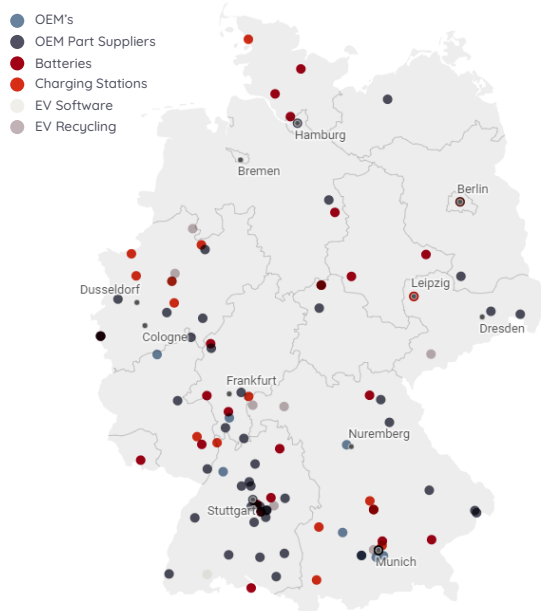 OEM's
OEM Part Suppliers
Batteries
Charging Stations
EV Software
EV Recycling
Hamburg
Bremen
Berlin
Leipzig
Dusseldorf
Dresden
Cologne
Frankfurt
Nuremberg
Stuttgart
Munich